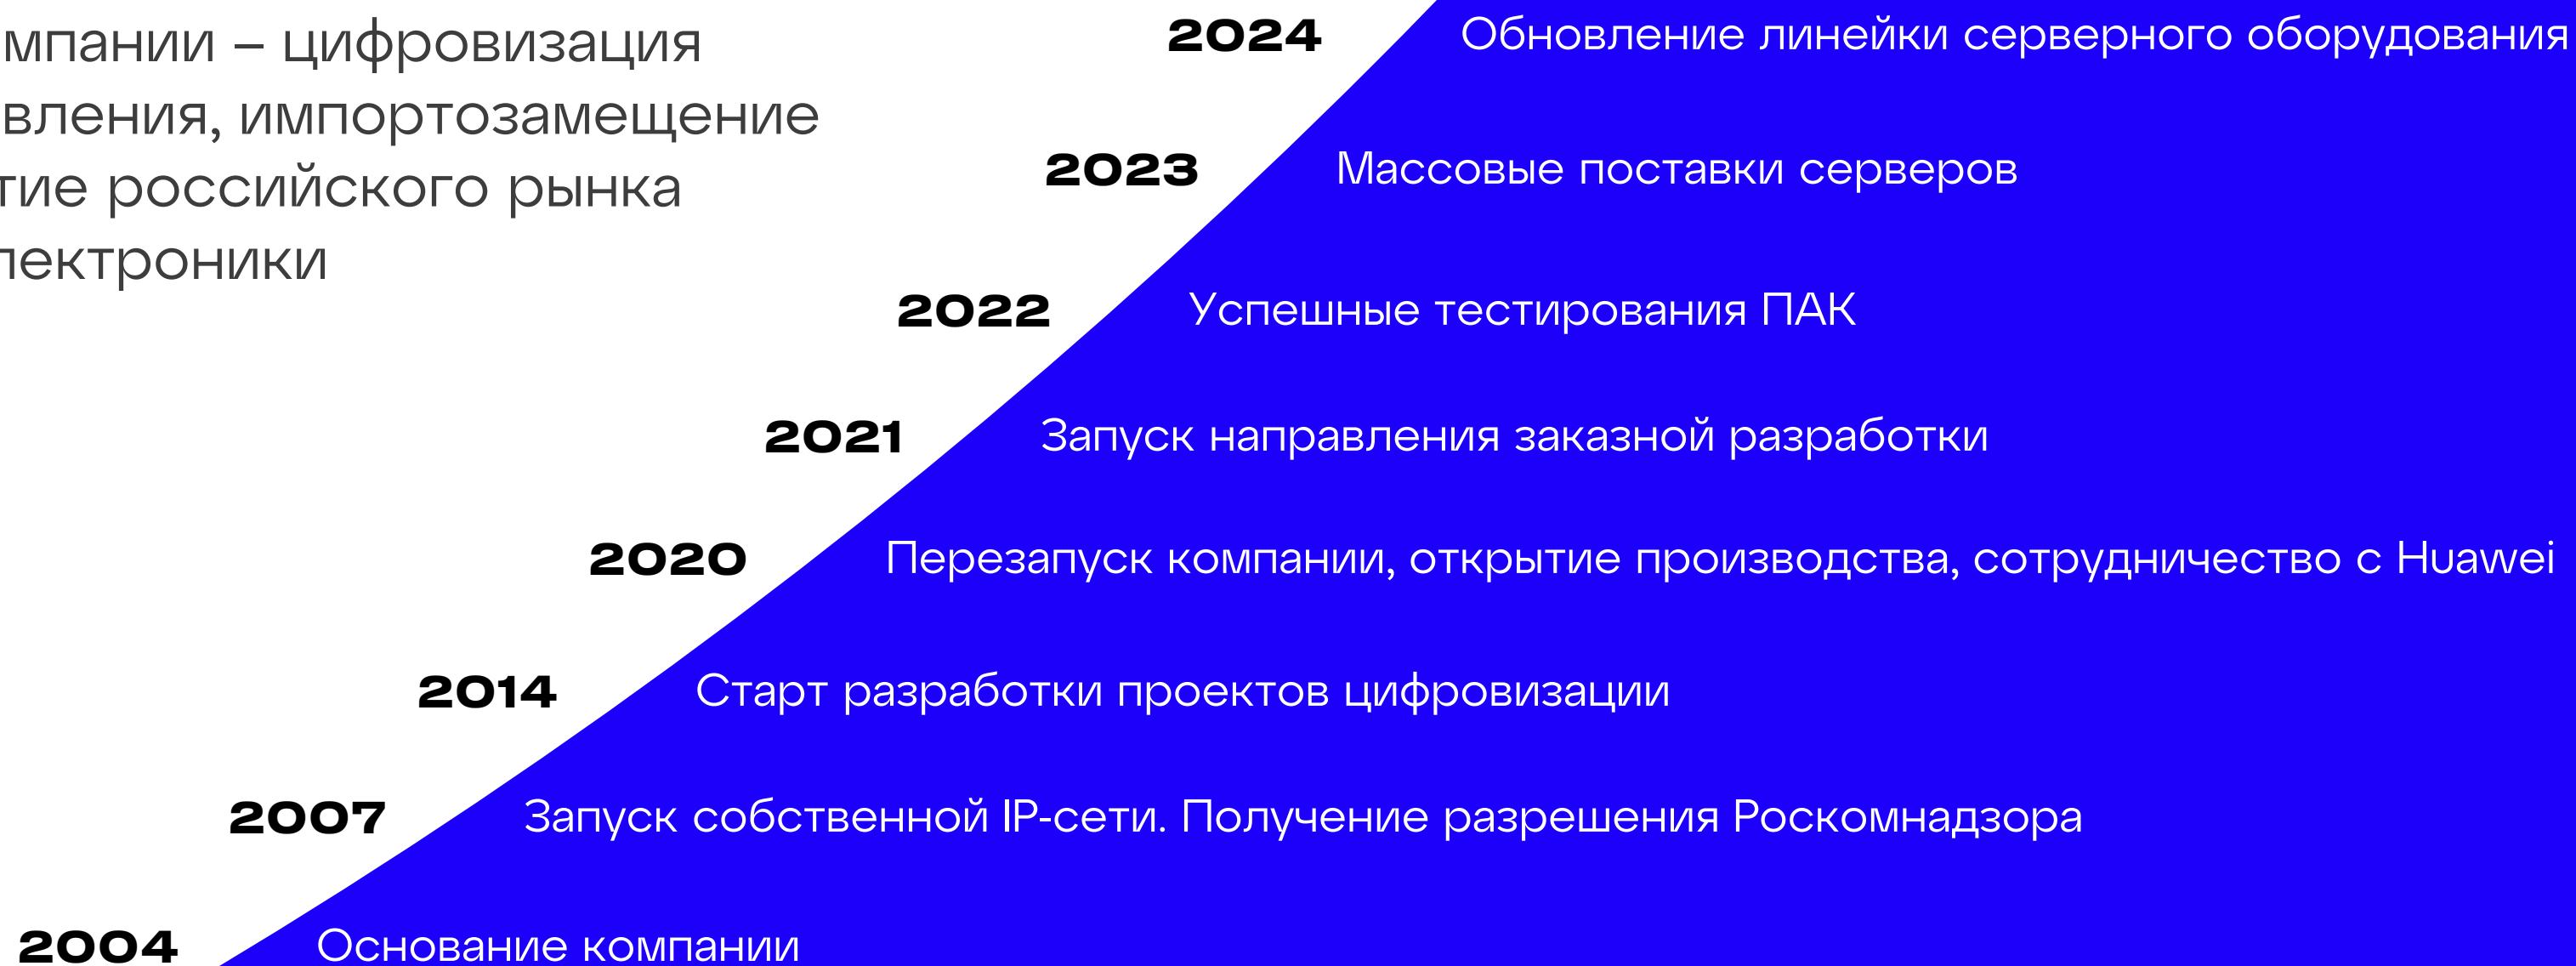 мпании – цифровизация
вления, импортозамещение
тие российского рынка
лектроники
2024 Обновление линейки серверного оборудования
2023 Массовые поставки серверов
2022 Успешные тестирования ПАК
2021 Запуск направления заказной разработки
2020 Перезапуск компании, открытие производства, сотрудничество с Huawei
2014 Старт разработки проектов цифровизации
2007 Запуск собственной IP-сети. Получение разрешения Роскомнадзора
2004 Основание компании